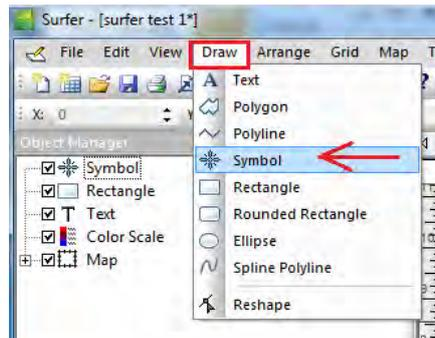 Surfer - [surfer test 1*]
File Edit View Draw Arrange Grid Map
X: 0
Object Manager
Symbol
Rectangle
Text
Color Scale
Map
Text
Polygon
Polyline
Symbol
Rectangle
Rounded Rectangle
Ellipse
Spline Polyline
Reshape